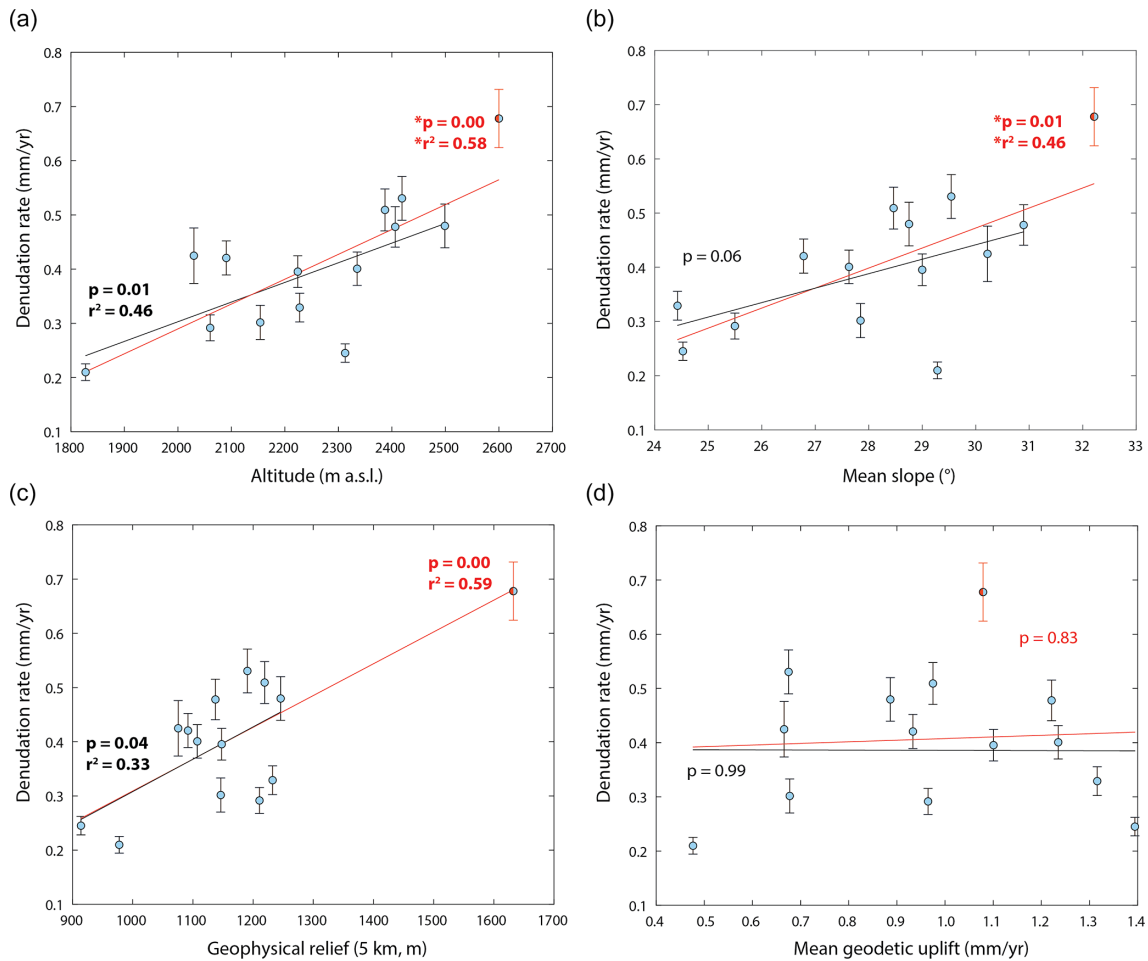 (a)
0.8
0.7
0.6
0.5
0.4
0.3
0.2
0.1
Denudation rate (mm/yr)
*p = 0.00
*r² = 0.58
p = 0.01
r² = 0.46
1800 1900 2000 2100 2200 2300 2400 2500 2600 2700
Altitude (m a.s.l.)
(b)
0.8
0.7
0.6
0.5
0.4
0.3
0.2
0.1
Denudation rate (mm/yr)
*p = 0.01
*r² = 0.46
p = 0.06
24 25 26 27 28 29 30 31 32 33
Mean slope (°)
(c)
0.8
0.7
0.6
0.5
0.4
0.3
0.2
0.1
Denudation rate (mm/yr)
p = 0.00
r² = 0.59
p = 0.04
r² = 0.33
900 1000 1100 1200 1300 1400 1500 1600 1700
Geophysical relief (5 km, m)
(d)
0.8
0.7
0.6
0.5
0.4
0.3
0.2
0.1
Denudation rate (mm/yr)
p = 0.83
p = 0.99
0.4 0.5 0.6 0.7 0.8 0.9 1.0 1.1 1.2 1.3 1.4
Mean geodetic uplift (mm/yr)